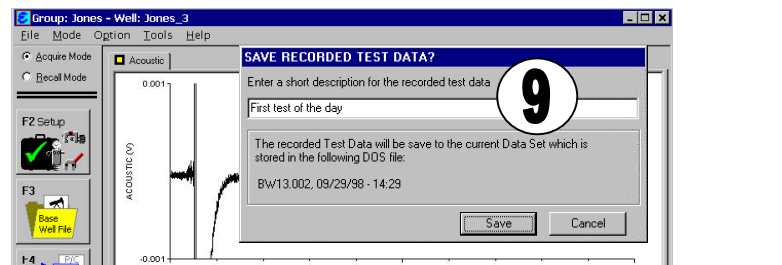 Group: Jones - Well: Jones_3
File Mode Option Tools Help
Acquire Mode
Recall Mode
Acoustic
SAVE RECORDED TEST DATA?
Enter a short description for the recorded test data
9
First test of the day
The recorded Test Data will be save to the current Data Set which is
stored in the following DOS file:
BW13.002, 09/29/98 - 14:29
Save Cancel
0.001
ACOUSTIC (V)
-0.001
F2 Setup
F3
Base
Well File
F4 P/C